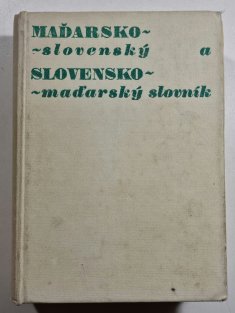 MAĎARSKO~
~slovenský a
SLOVENSKO~
~maďarský slovník